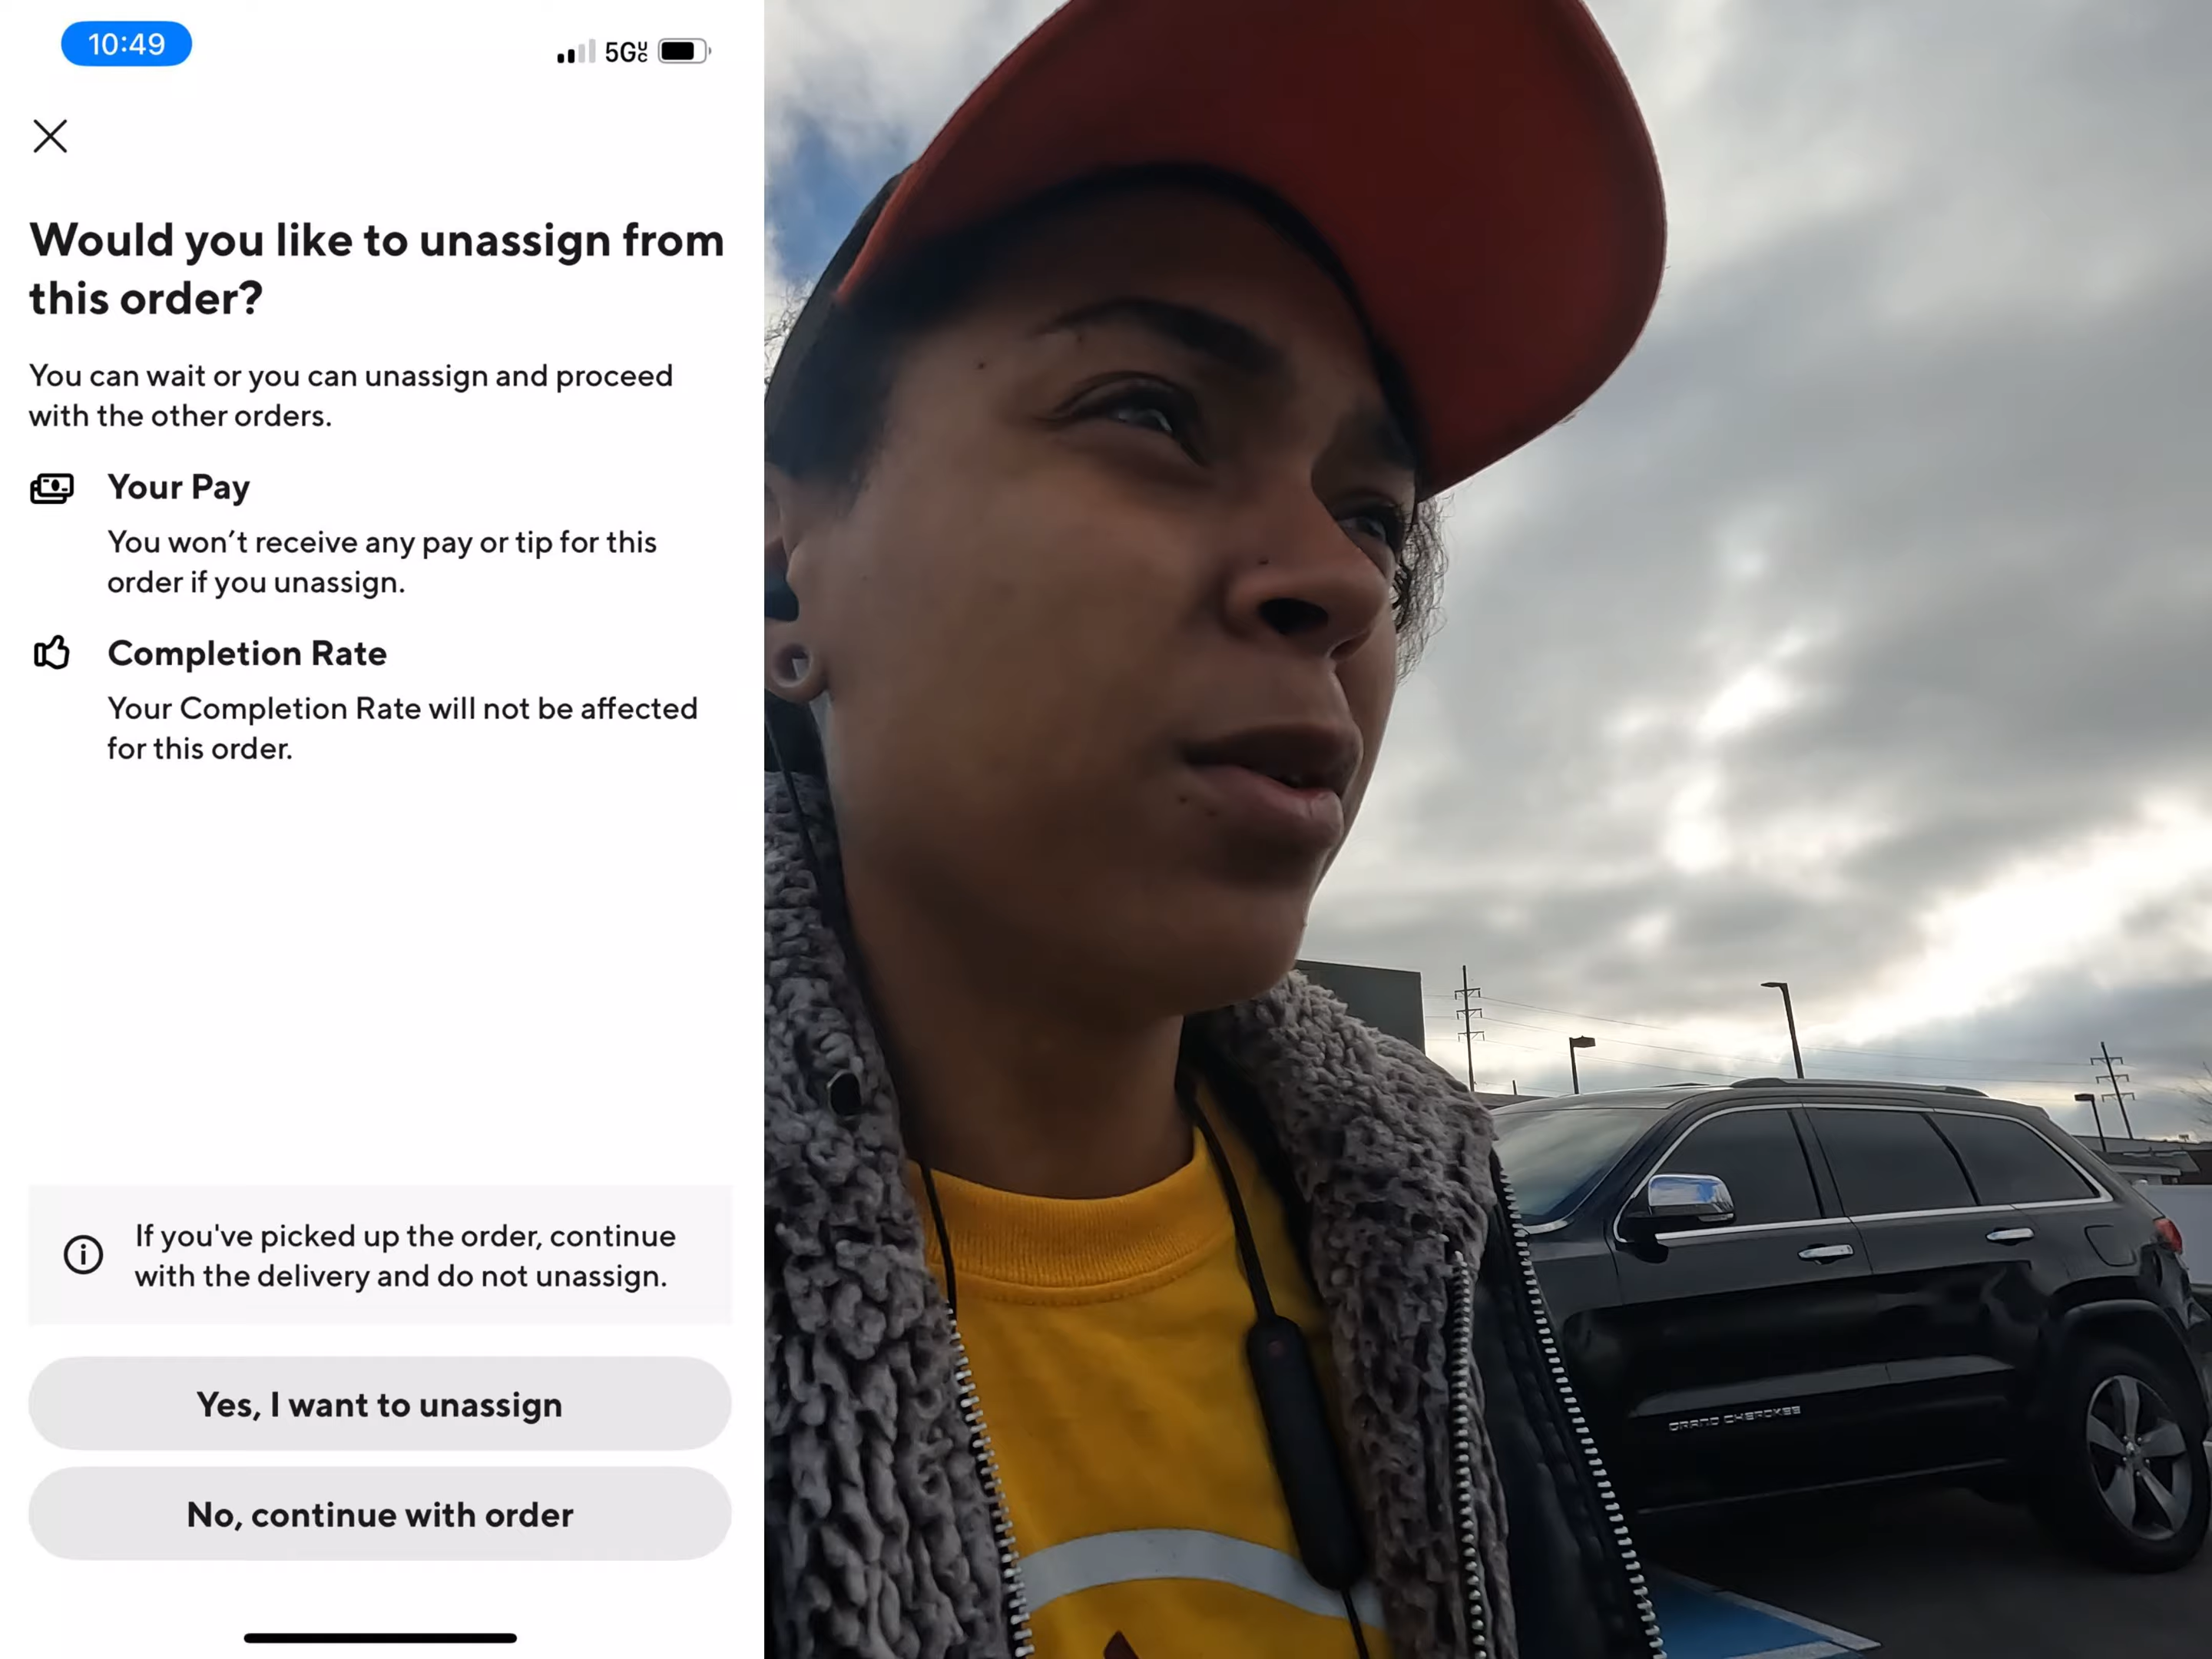 10:49
5GUC
Would you like to unassign from
this order?
You can wait or you can unassign and proceed
with the other orders.
Your Pay
You won’t receive any pay or tip for this
order if you unassign.
Completion Rate
Your Completion Rate will not be affected
for this order.
If you've picked up the order, continue
with the delivery and do not unassign.
Yes, I want to unassign
No, continue with order
GRAND CHEROKEE